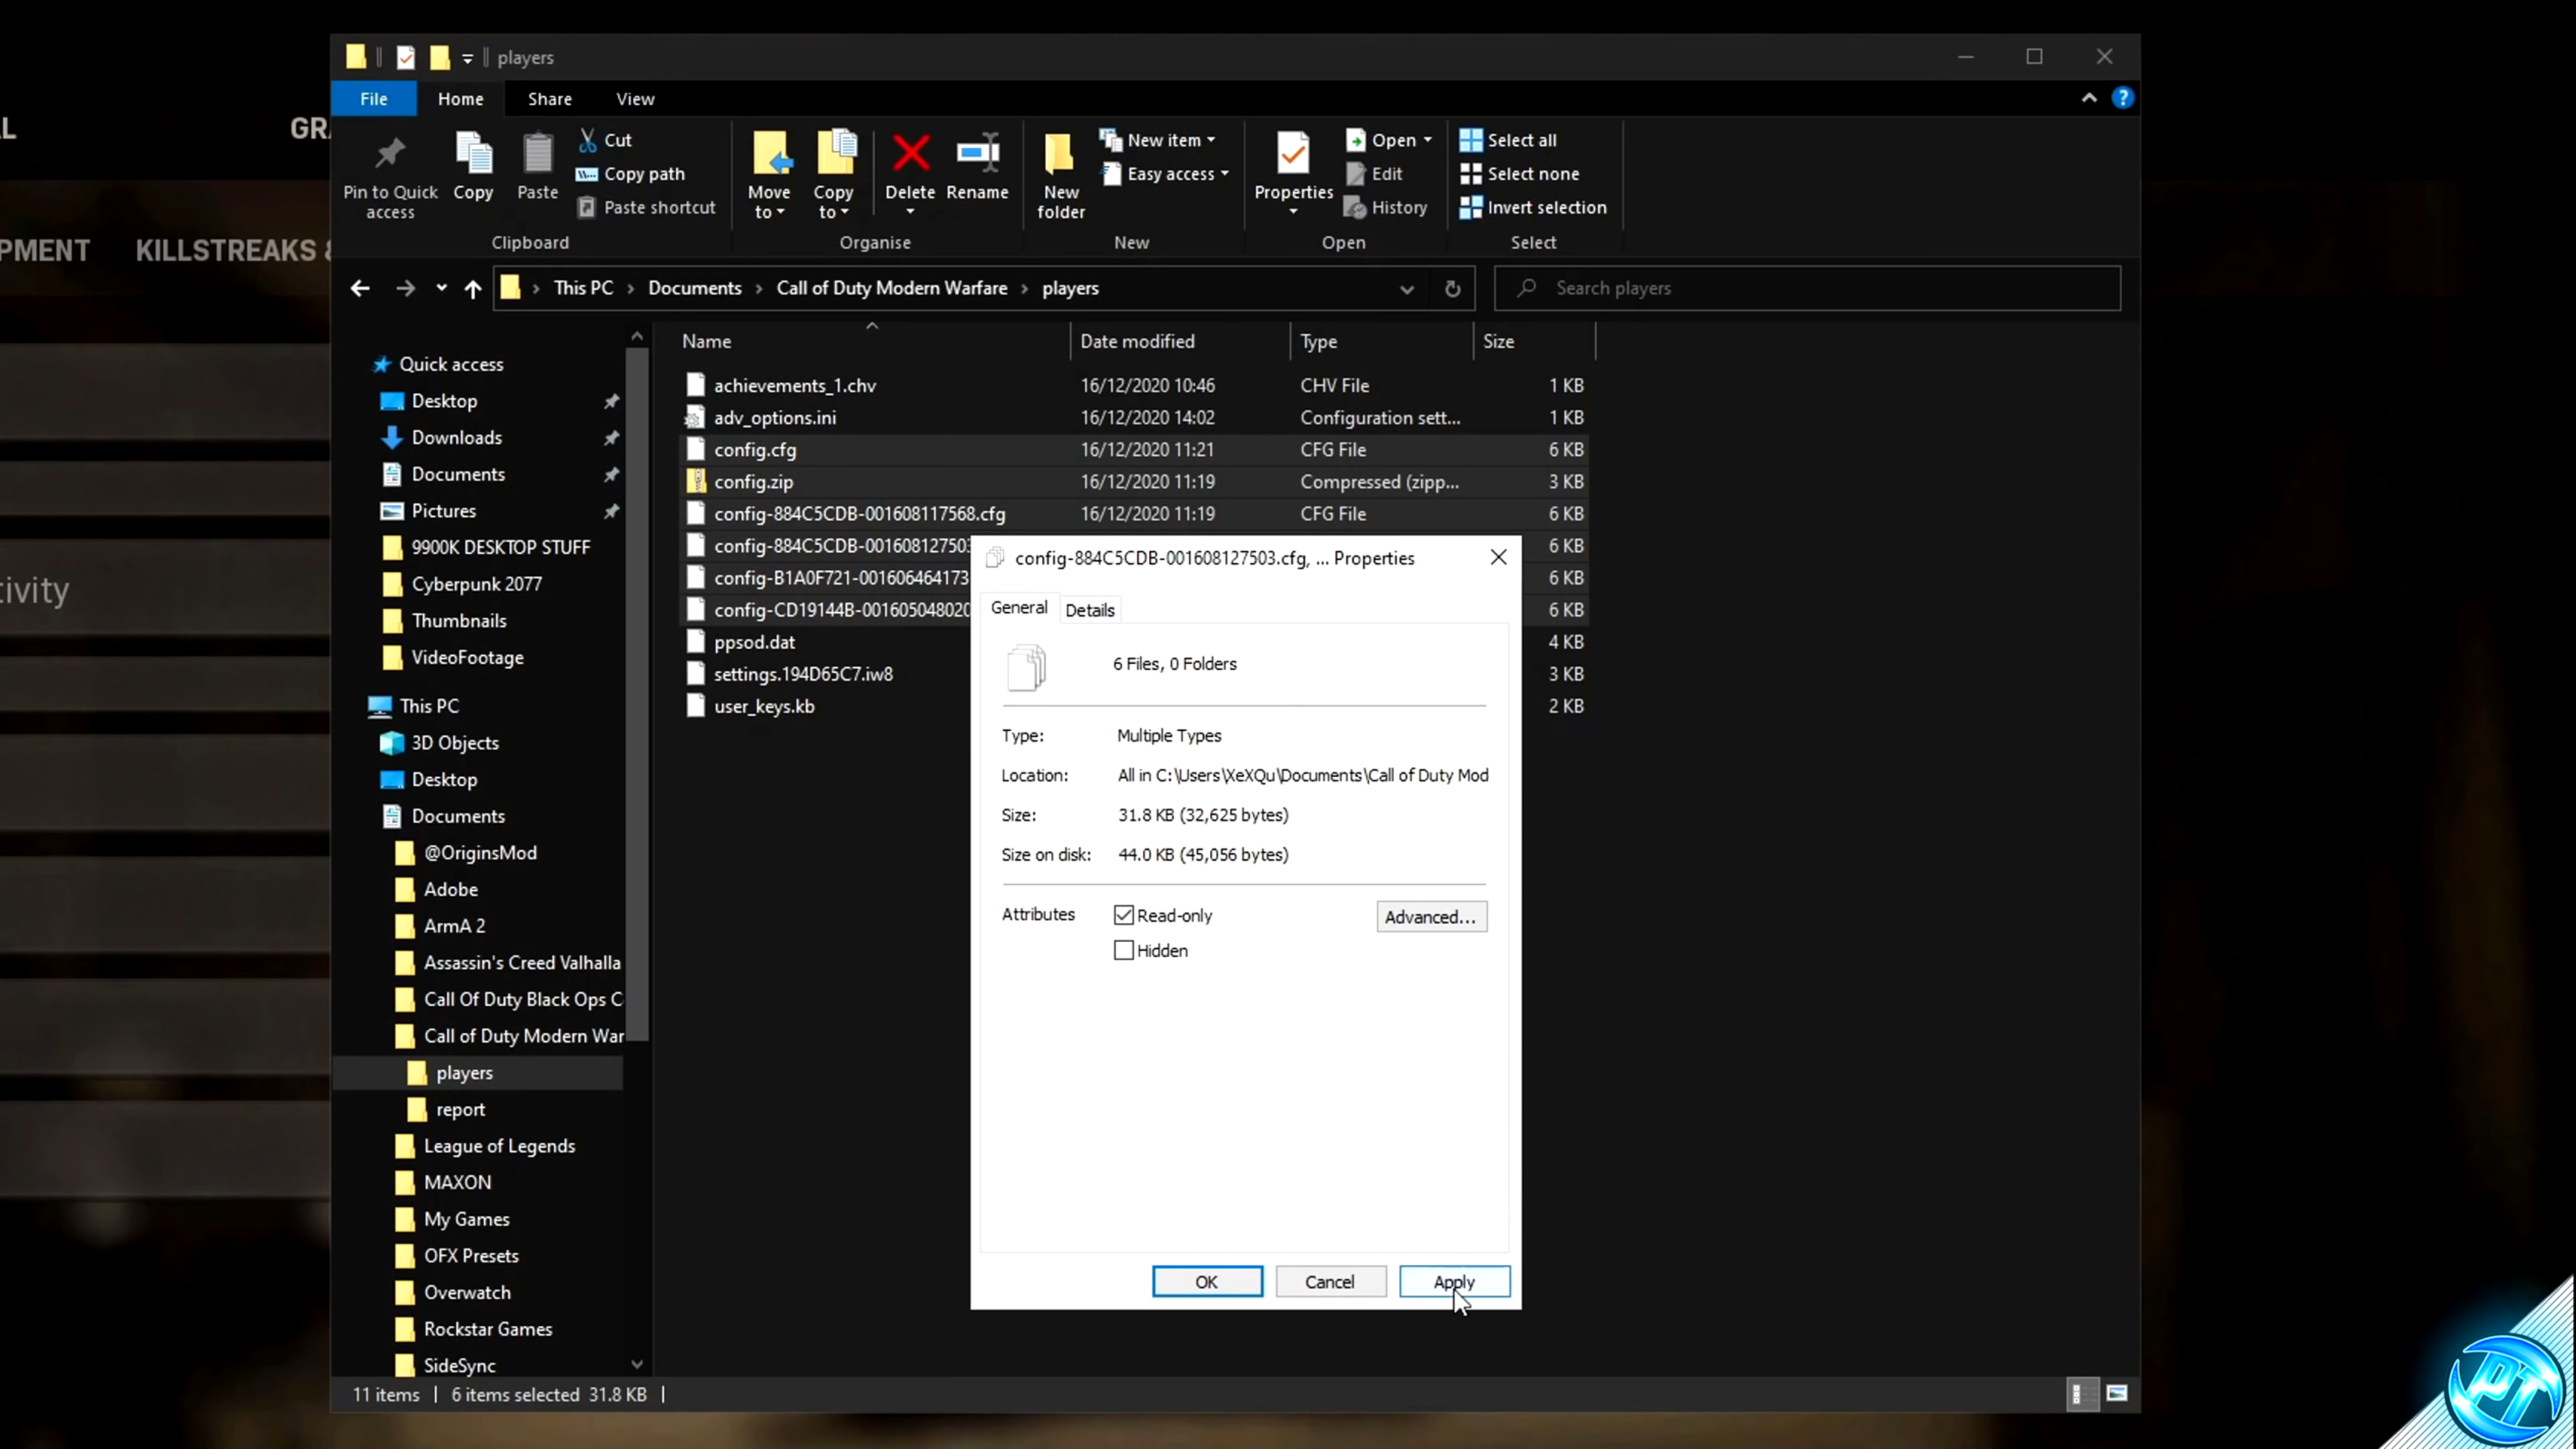 players
File Home Share View
Pin to Quick access
Copy
Paste
Cut
Copy path
Paste shortcut
Clipboard
Move to
Copy to
Delete
Rename
Organise
New folder
New item
Easy access
New
Properties
Open
Edit
History
Open
Select all
Select none
Invert selection
Select
This PC > Documents > Call of Duty Modern Warfare > players
Search players
Name Date modified Type Size
achievements_1.chv 16/12/2020 10:46 CHV File 1 KB
adv_options.ini 16/12/2020 14:02 Configuration sett... 1 KB
config.cfg 16/12/2020 11:21 CFG File 6 KB
config.zip 16/12/2020 11:19 Compressed (zipp... 3 KB
config-884C5CDB-001608117568.cfg 16/12/2020 11:19 CFG File 6 KB
config-884C5CDB-001608127503 6 KB
config-B1A0F721-001606464173 6 KB
config-CD19144B-001605048020 6 KB
ppsod.dat 4 KB
settings.194D65C7.iw8 3 KB
user_keys.kb 2 KB
Quick access
Desktop
Downloads
Documents
Pictures
9900K DESKTOP STUFF
Cyberpunk 2077
Thumbnails
VideoFootage
This PC
3D Objects
Desktop
Documents
@OriginsMod
Adobe
ArmA 2
Assassin's Creed Valhalla
Call Of Duty Black Ops C
Call of Duty Modern War
players
report
League of Legends
MAXON
My Games
OFX Presets
Overwatch
Rockstar Games
SideSync
config-884C5CDB-001608127503.cfg, ... Properties
General Details
6 Files, 0 Folders
Type: Multiple Types
Location: All in C:\Users\XeXQu\Documents\Call of Duty Mod
Size: 31.8 KB (32,625 bytes)
Size on disk: 44.0 KB (45,056 bytes)
Attributes Read-only Advanced...
Hidden
OK Cancel Apply
11 items 6 items selected 31.8 KB
GRA
PMENT KILLSTREAKS &
ivity
PT